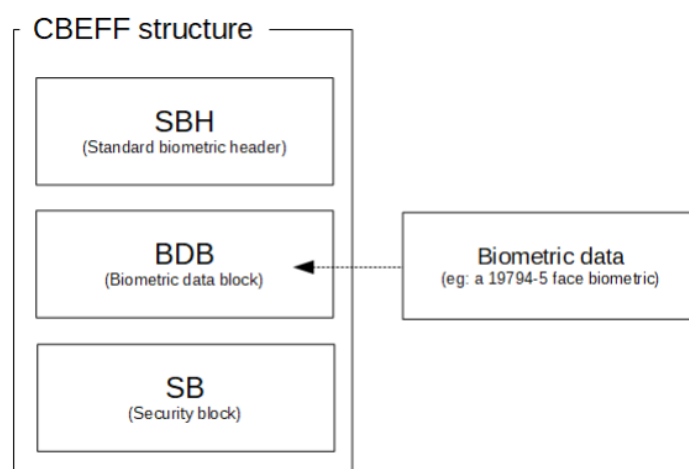 CBEFF structure
SBH
(Standard biometric header)
BDB
(Biometric data block)
Biometric data
(eg: a 19794-5 face biometric)
SB
(Security block)